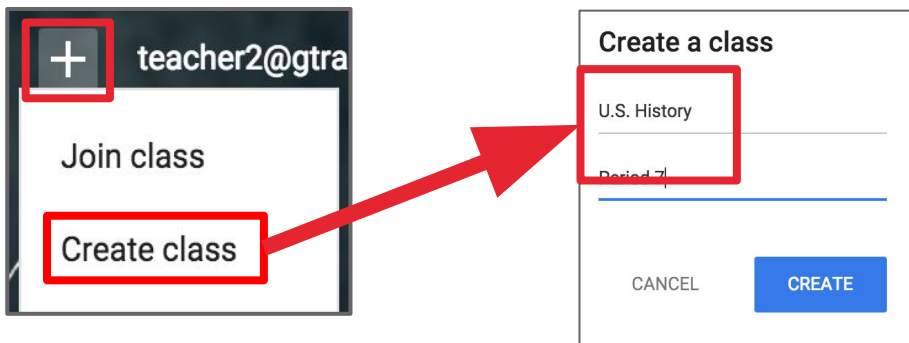 + teacher2@gtra
Join class
Create class
Create a class
U.S. History
Period 7
CANCEL CREATE